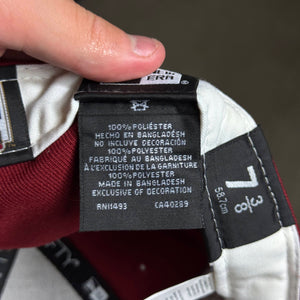 ERA
100% POLIÉSTER
HECHO EN BANGLADÉSH
NO INCLUYE DECORACIÓN
100% POLYESTER
FABRIQUÉ AU BANGLADESH
À L'EXCLUSION DE LA GARNITURE
100% POLYESTER
MADE IN BANGLADESH
EXCLUSIVE OF DECORATION
RN11493 CA40289
7 3/8
58.7cm